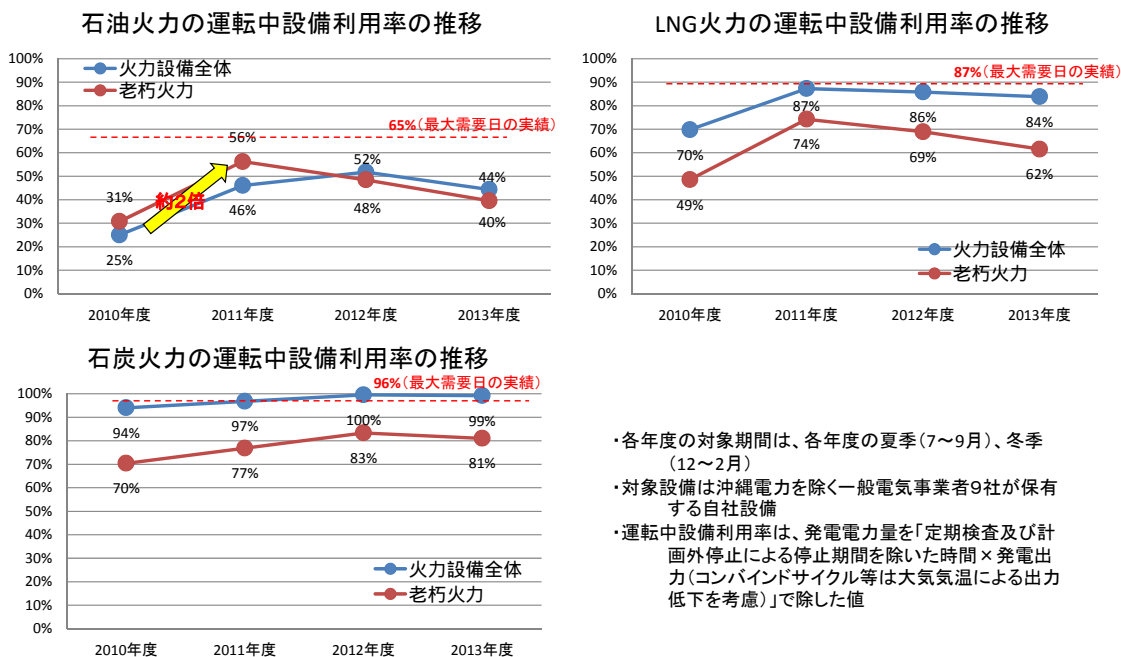 石油火力の運転中設備利用率の推移
100%
90%
80%
70%
60%
50%
40%
30%
20%
10%
0%
火力設備全体
老朽火力
65%(最大需要日の実績)
56%
52%
44%
31%
約2倍
46%
48%
40%
25%
2010年度
2011年度
2012年度
2013年度
LNG火力の運転中設備利用率の推移
100%
90%
80%
70%
60%
50%
40%
30%
20%
10%
0%
87%(最大需要日の実績)
87%
86%
84%
70%
74%
69%
62%
49%
火力設備全体
老朽火力
2010年度
2011年度
2012年度
2013年度
石炭火力の運転中設備利用率の推移
100%
90%
80%
70%
60%
50%
40%
30%
20%
10%
0%
96%(最大需要日の実績)
94%
97%
100%
99%
70%
77%
83%
81%
火力設備全体
老朽火力
2010年度
2011年度
2012年度
2013年度
・各年度の対象期間は、各年度の夏季(7～9月)、冬季
(12～2月)
・対象設備は沖縄電力を除く一般電気事業者9社が保有
する自社設備
・運転中設備利用率は、発電電力量を「定期検査及び計
画外停止による停止期間を除いた時間×発電出
力(コンバインドサイクル等は大気気温による出力
低下を考慮)」で除した値